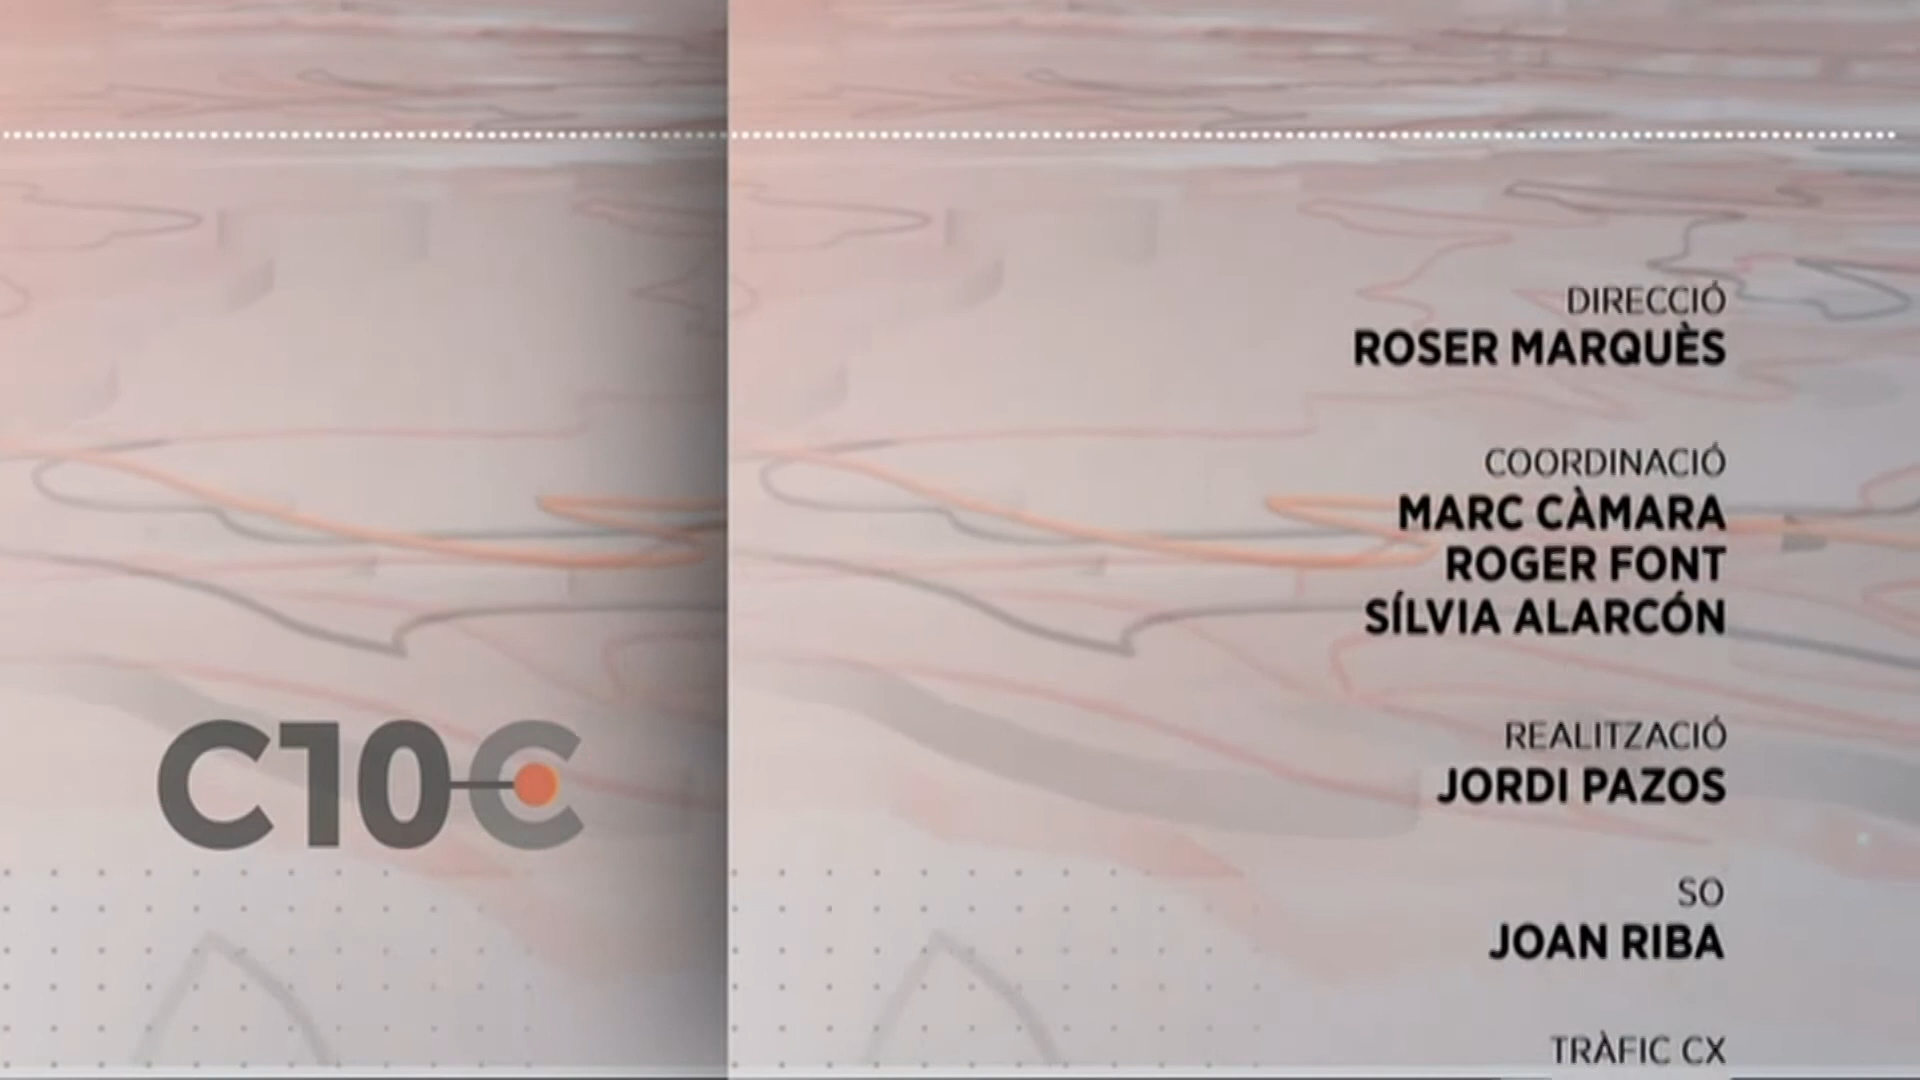 DIRECCIÓ
ROSER MARQUÈS
COORDINACIÓ
MARC CÀMARA
ROGER FONT
SÍLVIA ALARCÓN
REALITZACIÓ
JORDI PAZOS
C10C
SO
JOAN RIBA
TRÀFIC CX